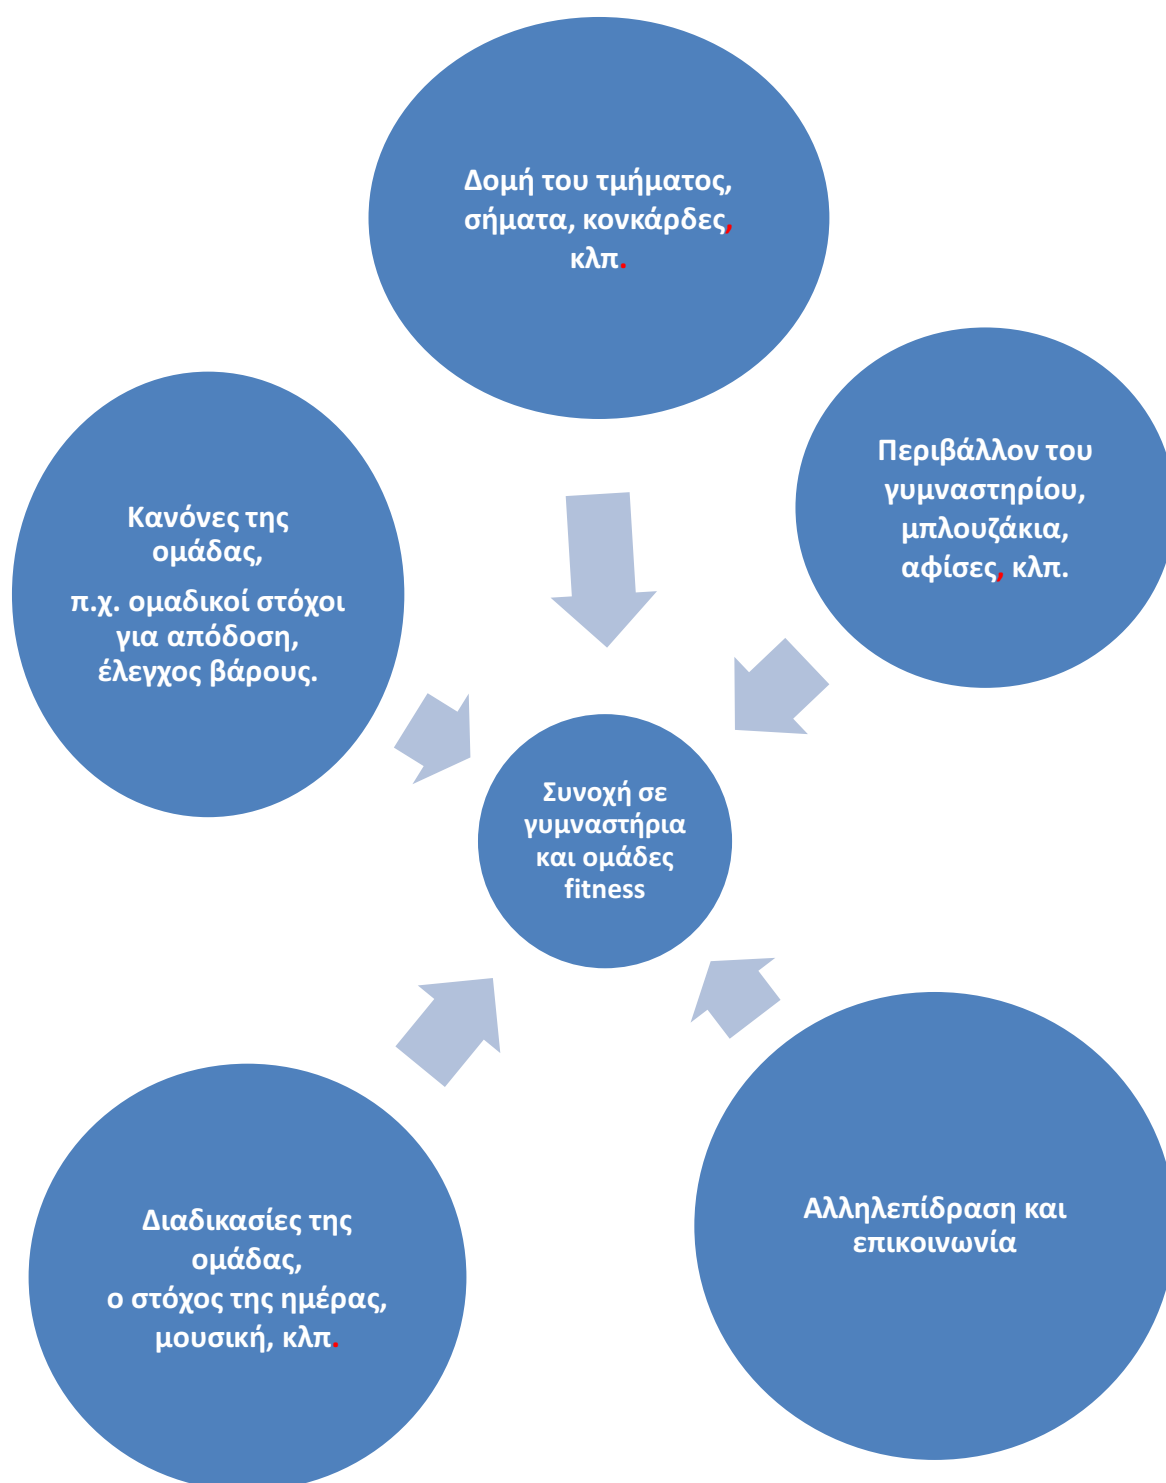 Δομή του τμήματος,
σήματα, κονκάρδες,
κλπ.
Περιβάλλον του
γυμναστηρίου,
μπλουζάκια,
αφίσες, κλπ.
Κανόνες της
ομάδας,
π.χ. ομαδικοί στόχοι
για απόδοση,
έλεγχος βάρους.
Συνοχή σε
γυμναστήρια
και ομάδες
fitness
Διαδικασίες της
ομάδας,
ο στόχος της ημέρας,
μουσική, κλπ.
Αλληλεπίδραση και
επικοινωνία